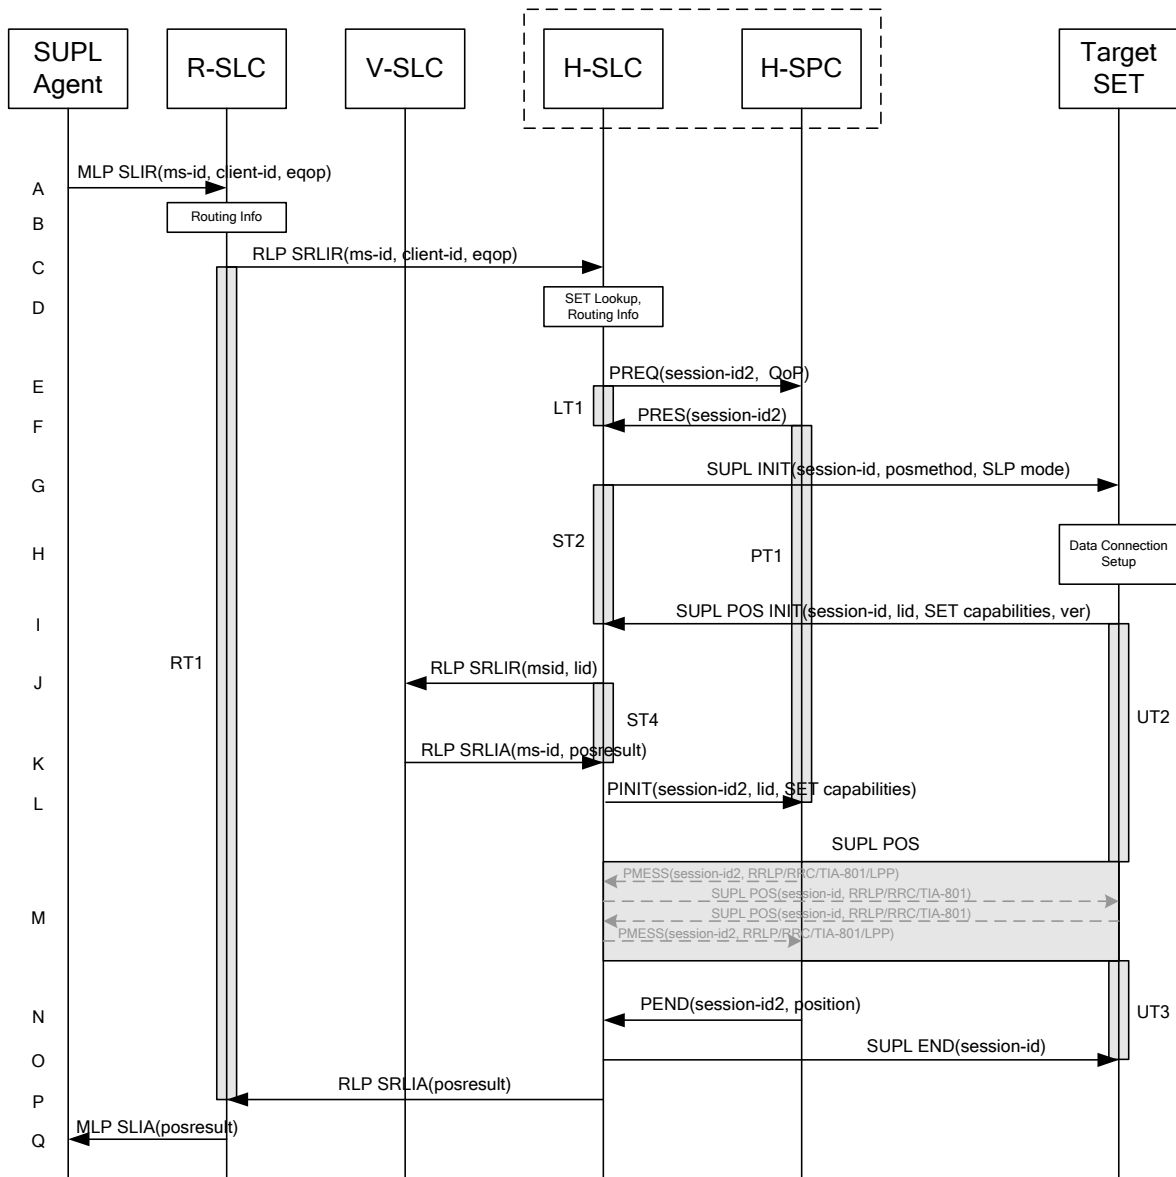 SUPL
Agent
R-SLC
V-SLC
H-SLC
H-SPC
Target
SET
MLP SLIR(ms-id, client-id, eqop)
A
Routing Info
B
RLP SRLIR(ms-id, client-id, eqop)
C
SET Lookup,
Routing Info
D
PREQ(session-id2, QoP)
E
LT1
PRES(session-id2)
F
SUPL INIT(session-id, posmethod, SLP mode)
G
ST2
PT1
Data Connection
Setup
H
SUPL POS INIT(session-id, lid, SET capabilities, ver)
I
RT1
RLP SRLIR(msid, lid)
J
ST4
UT2
RLP SRLIA(ms-id, posresult)
K
PINIT(session-id2, lid, SET capabilities)
L
SUPL POS
PMESS(session-id2, RRLP/RRC/TIA-801/LPP)
SUPL POS(session-id, RRLP/RRC/TIA-801)
SUPL POS(session-id, RRLP/RRC/TIA-801)
M
PMESS(session-id2, RRLP/RRC/TIA-801/LPP)
PEND(session-id2, position)
N
UT3
SUPL END(session-id)
O
RLP SRLIA(posresult)
P
MLP SLIA(posresult)
Q